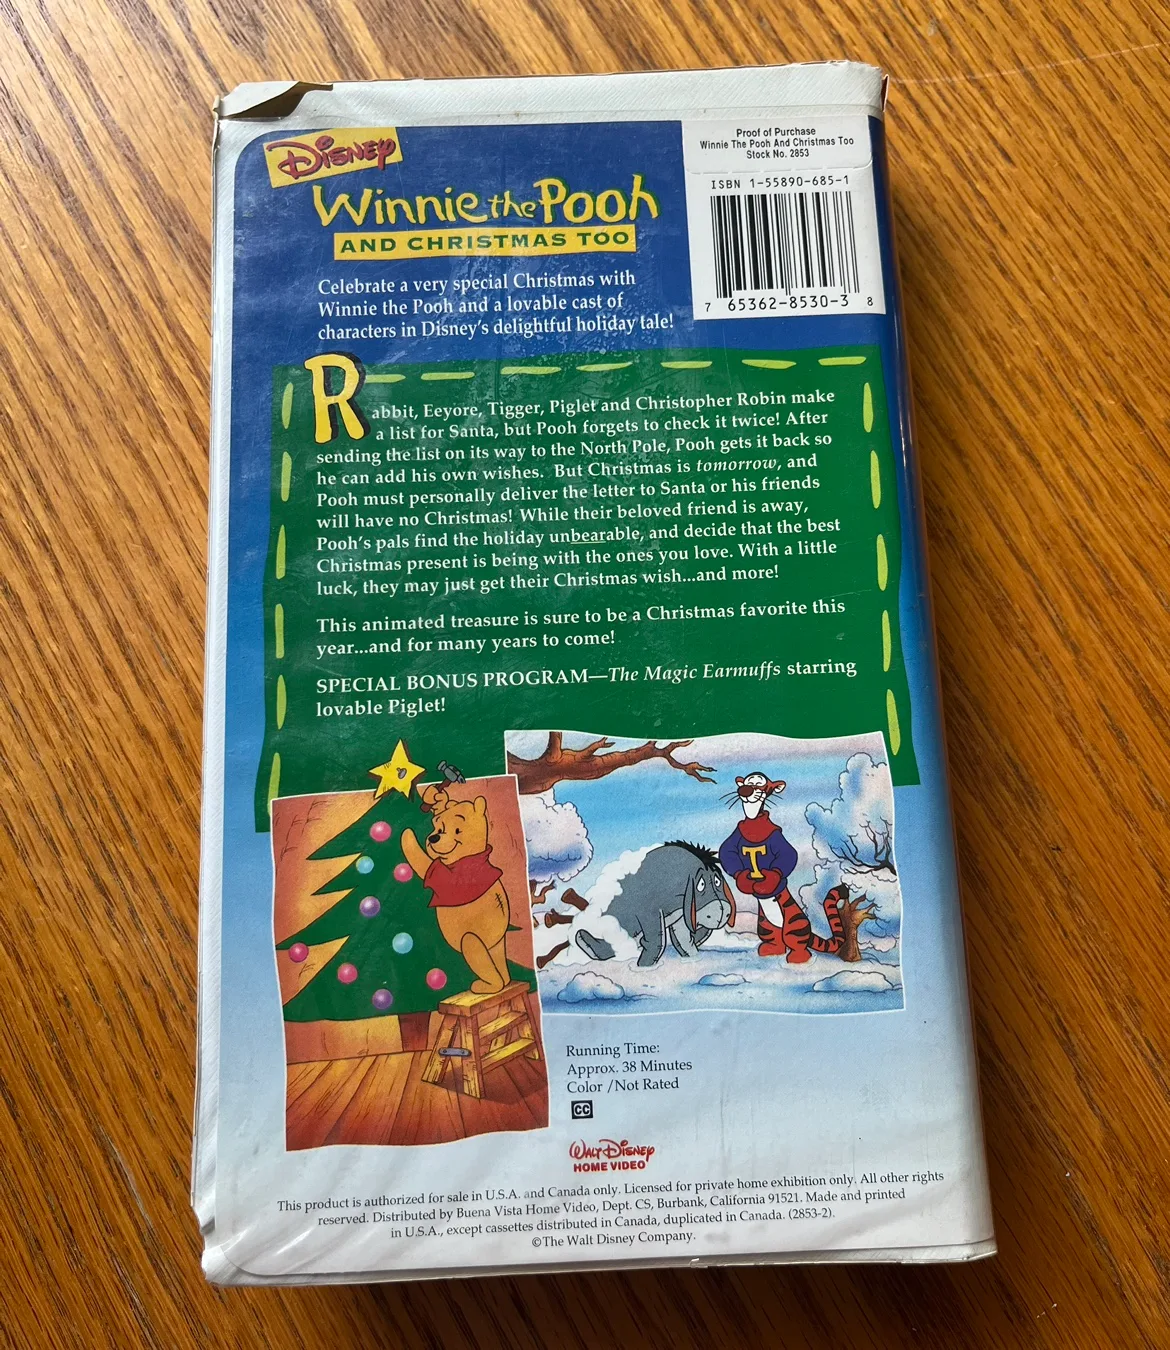 Disney
Winnie the Pooh
AND CHRISTMAS TOO
Celebrate a very special Christmas with
Winnie the Pooh and a lovable cast of
characters in Disney's delightful holiday tale!
Proof of Purchase
Winnie The Pooh And Christmas Too
Stock No. 2853
ISBN 1-55890-685-1
7 65362-8530-3 8
Rabbit, Eeyore, Tigger, Piglet and Christopher Robin make
a list for Santa, but Pooh forgets to check it twice! After
sending the list on its way to the North Pole, Pooh gets it back so
he can add his own wishes. But Christmas is tomorrow, and
Pooh must personally deliver the letter to Santa or his friends
will have no Christmas! While their beloved friend is away,
Pooh's pals find the holiday unbearable, and decide that the best
Christmas present is being with the ones you love. With a little
luck, they may just get their Christmas wish...and more!
This animated treasure is sure to be a Christmas favorite this
year...and for many years to come!
SPECIAL BONUS PROGRAM—The Magic Earmuffs starring
lovable Piglet!
T
Running Time:
Approx. 38 Minutes
Color /Not Rated
CC
Walt Disney
HOME VIDEO
This product is authorized for sale in U.S.A. and Canada only. Licensed for private home exhibition only. All other rights
reserved. Distributed by Buena Vista Home Video, Dept. CS, Burbank, California 91521. Made and printed
in U.S.A., except cassettes distributed in Canada, duplicated in Canada. (2853-2).
©The Walt Disney Company.